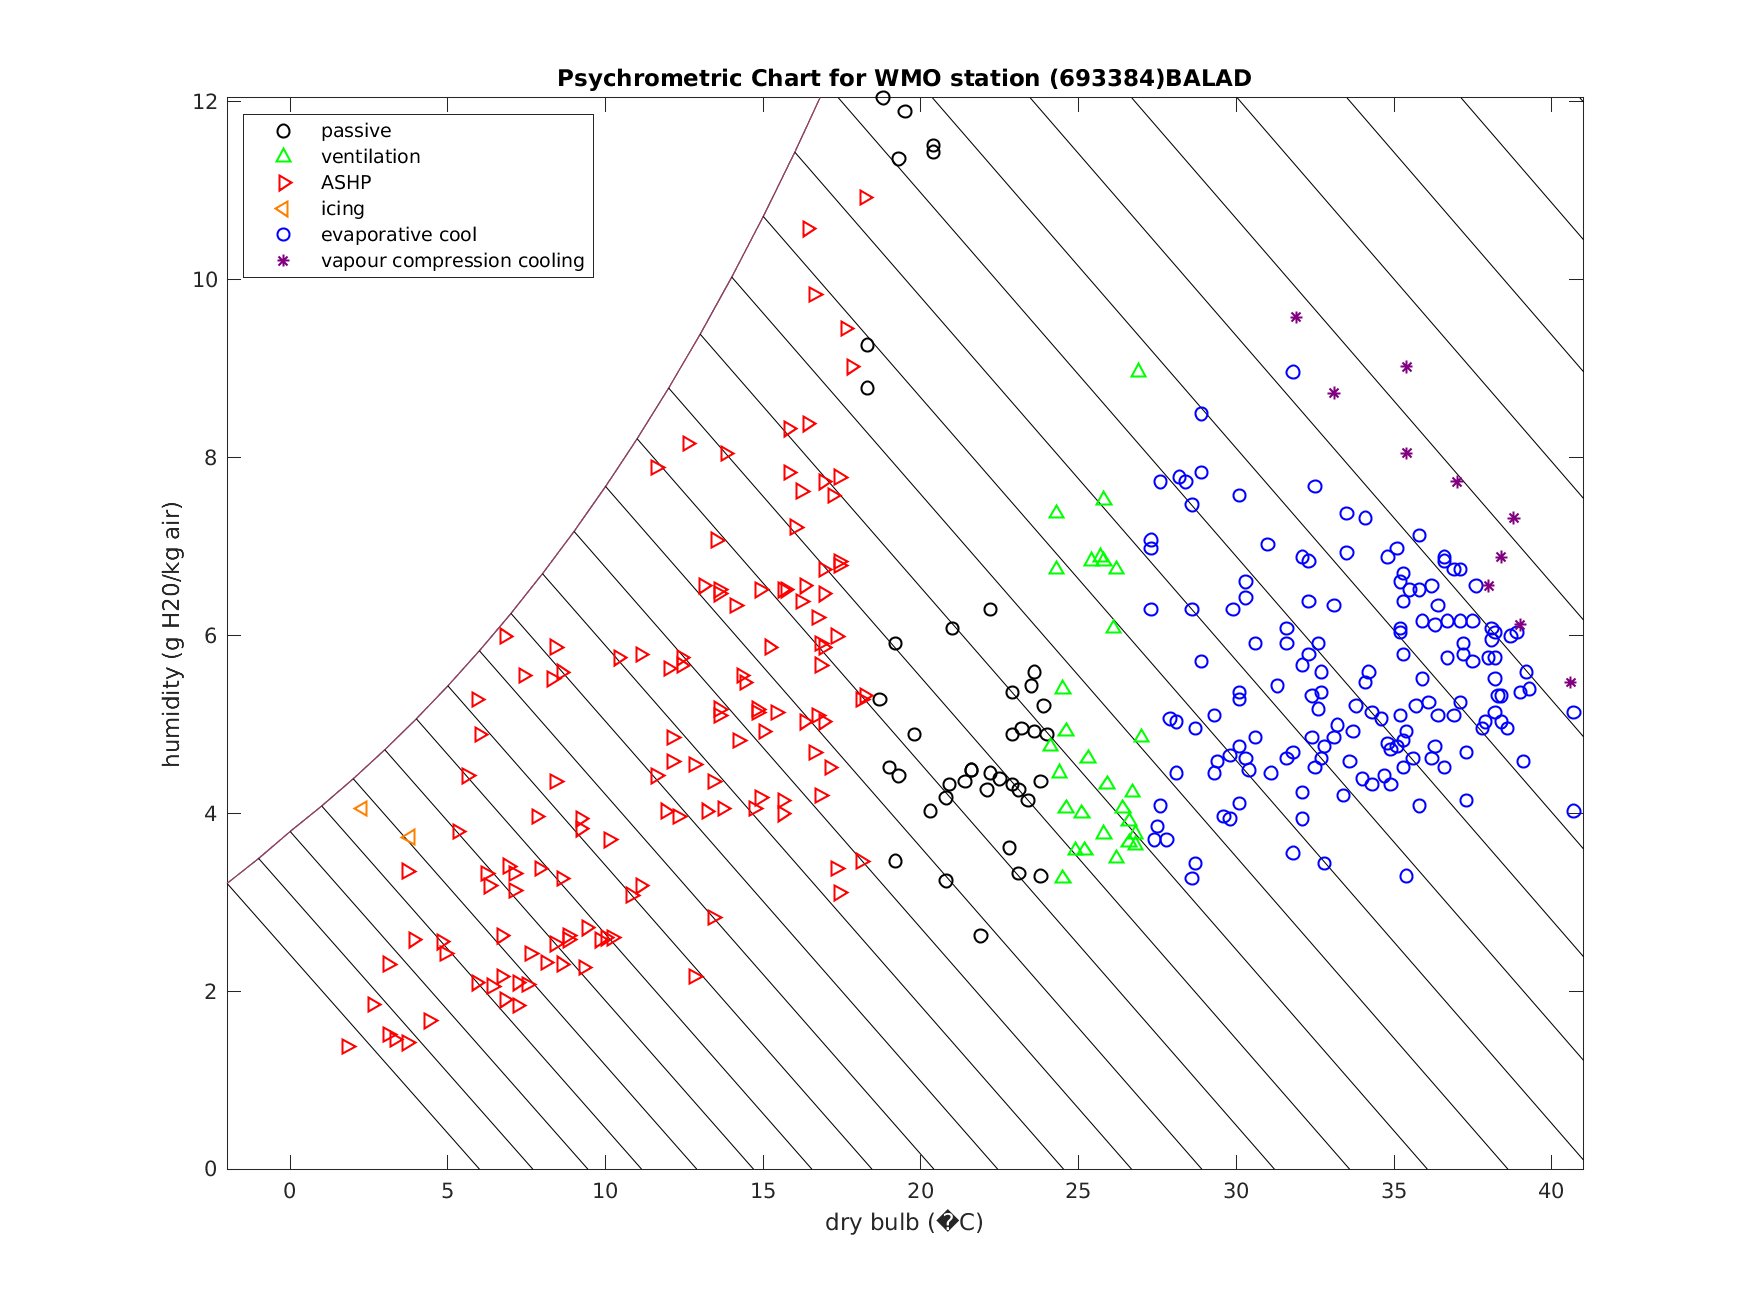 Psychrometric Chart for WMO station (693384)BALAD
passive
ventilation
ASHP
icing
evaporative cool
vapour compression cooling
12
10
8
6
4
2
0
humidity (g H20/kg air)
0 5 10 15 20 25 30 35 40
dry bulb (�C)